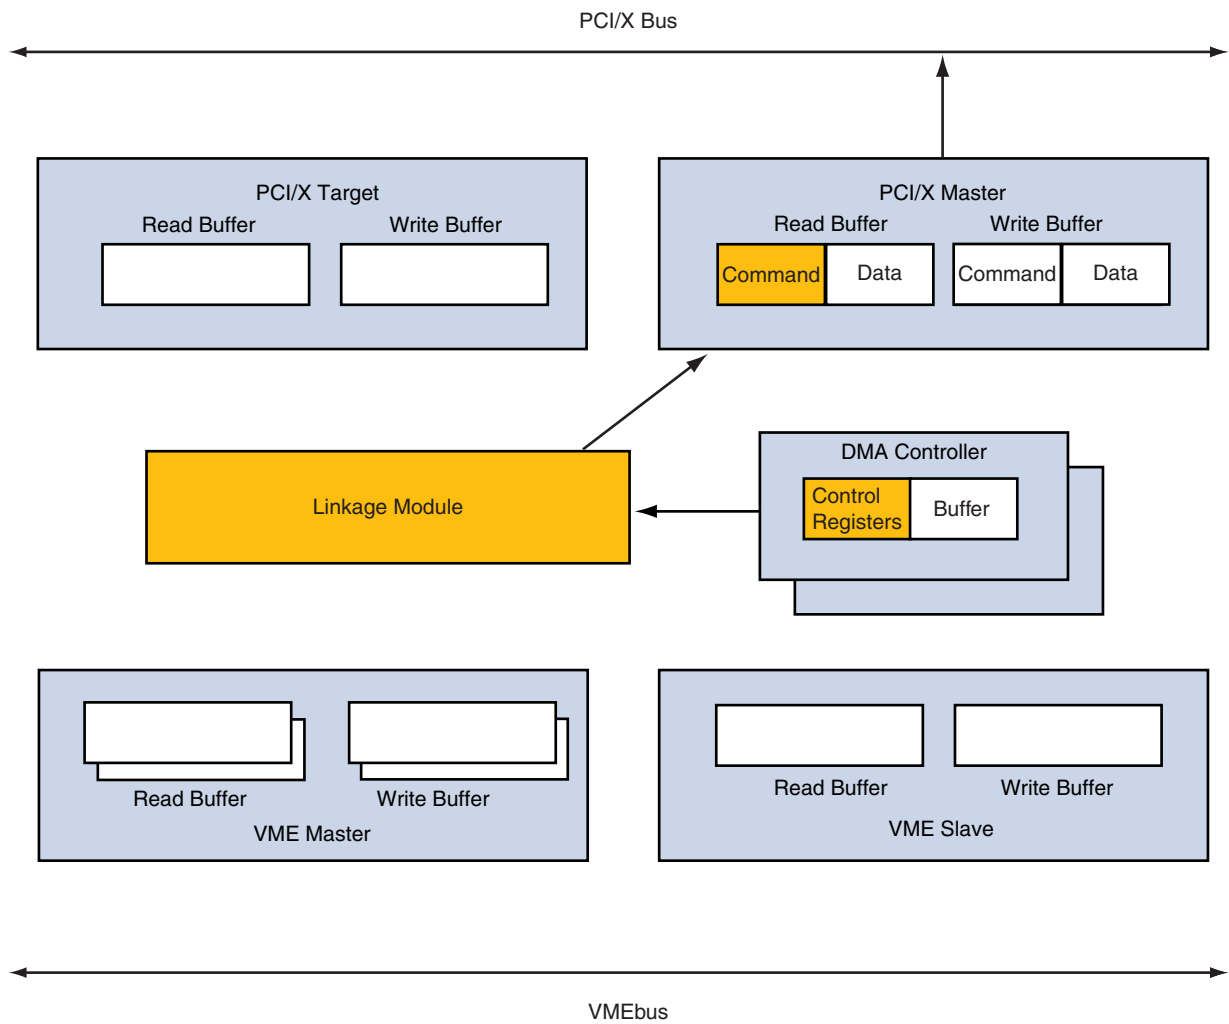 PCI/X Bus
PCI/X Target
Read Buffer
Write Buffer
PCI/X Master
Read Buffer
Write Buffer
Command
Data
Command
Data
Linkage Module
DMA Controller
Control
Registers
Buffer
Read Buffer
Write Buffer
VME Master
Read Buffer
Write Buffer
VME Slave
VMEbus